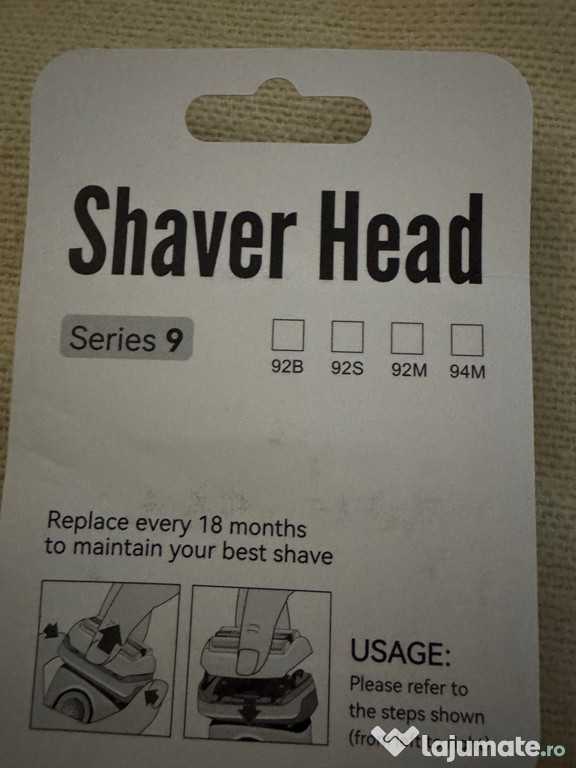 Shaver Head
Series 9
92B 92S 92M 94M
Replace every 18 months
to maintain your best shave
USAGE:
Please refer to
the steps shown
lajumate.ro